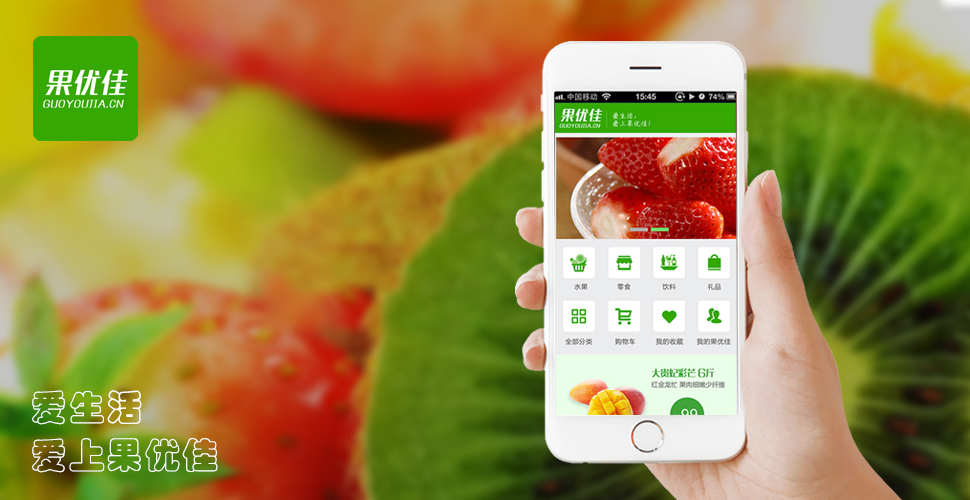 果优佳
GUOYOUJIA.CN
爱生活
爱上果优佳
中国移动
15:45
74%
果优佳
GUOYOUJIA.CN
爱生活,
爱上果优佳!
水果
零食
饮料
礼品
全部分类
购物车
我的收藏
我的果优佳
大贵妃彩芒 6斤
红金龙忙 果肉细嫩少纤维